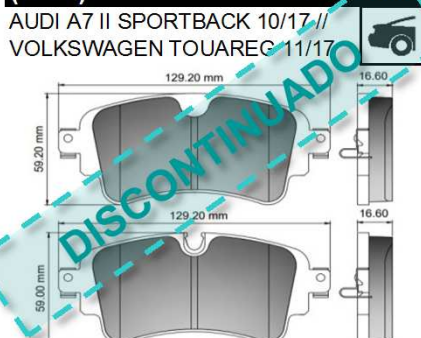 AUDI A7 II SPORTBACK 10/17 //
VOLKSWAGEN TOUAREG 11/17
129.20 mm
16.60
59.20 mm
DISCONTINUADO
129.20 mm
16.60
59.00 mm